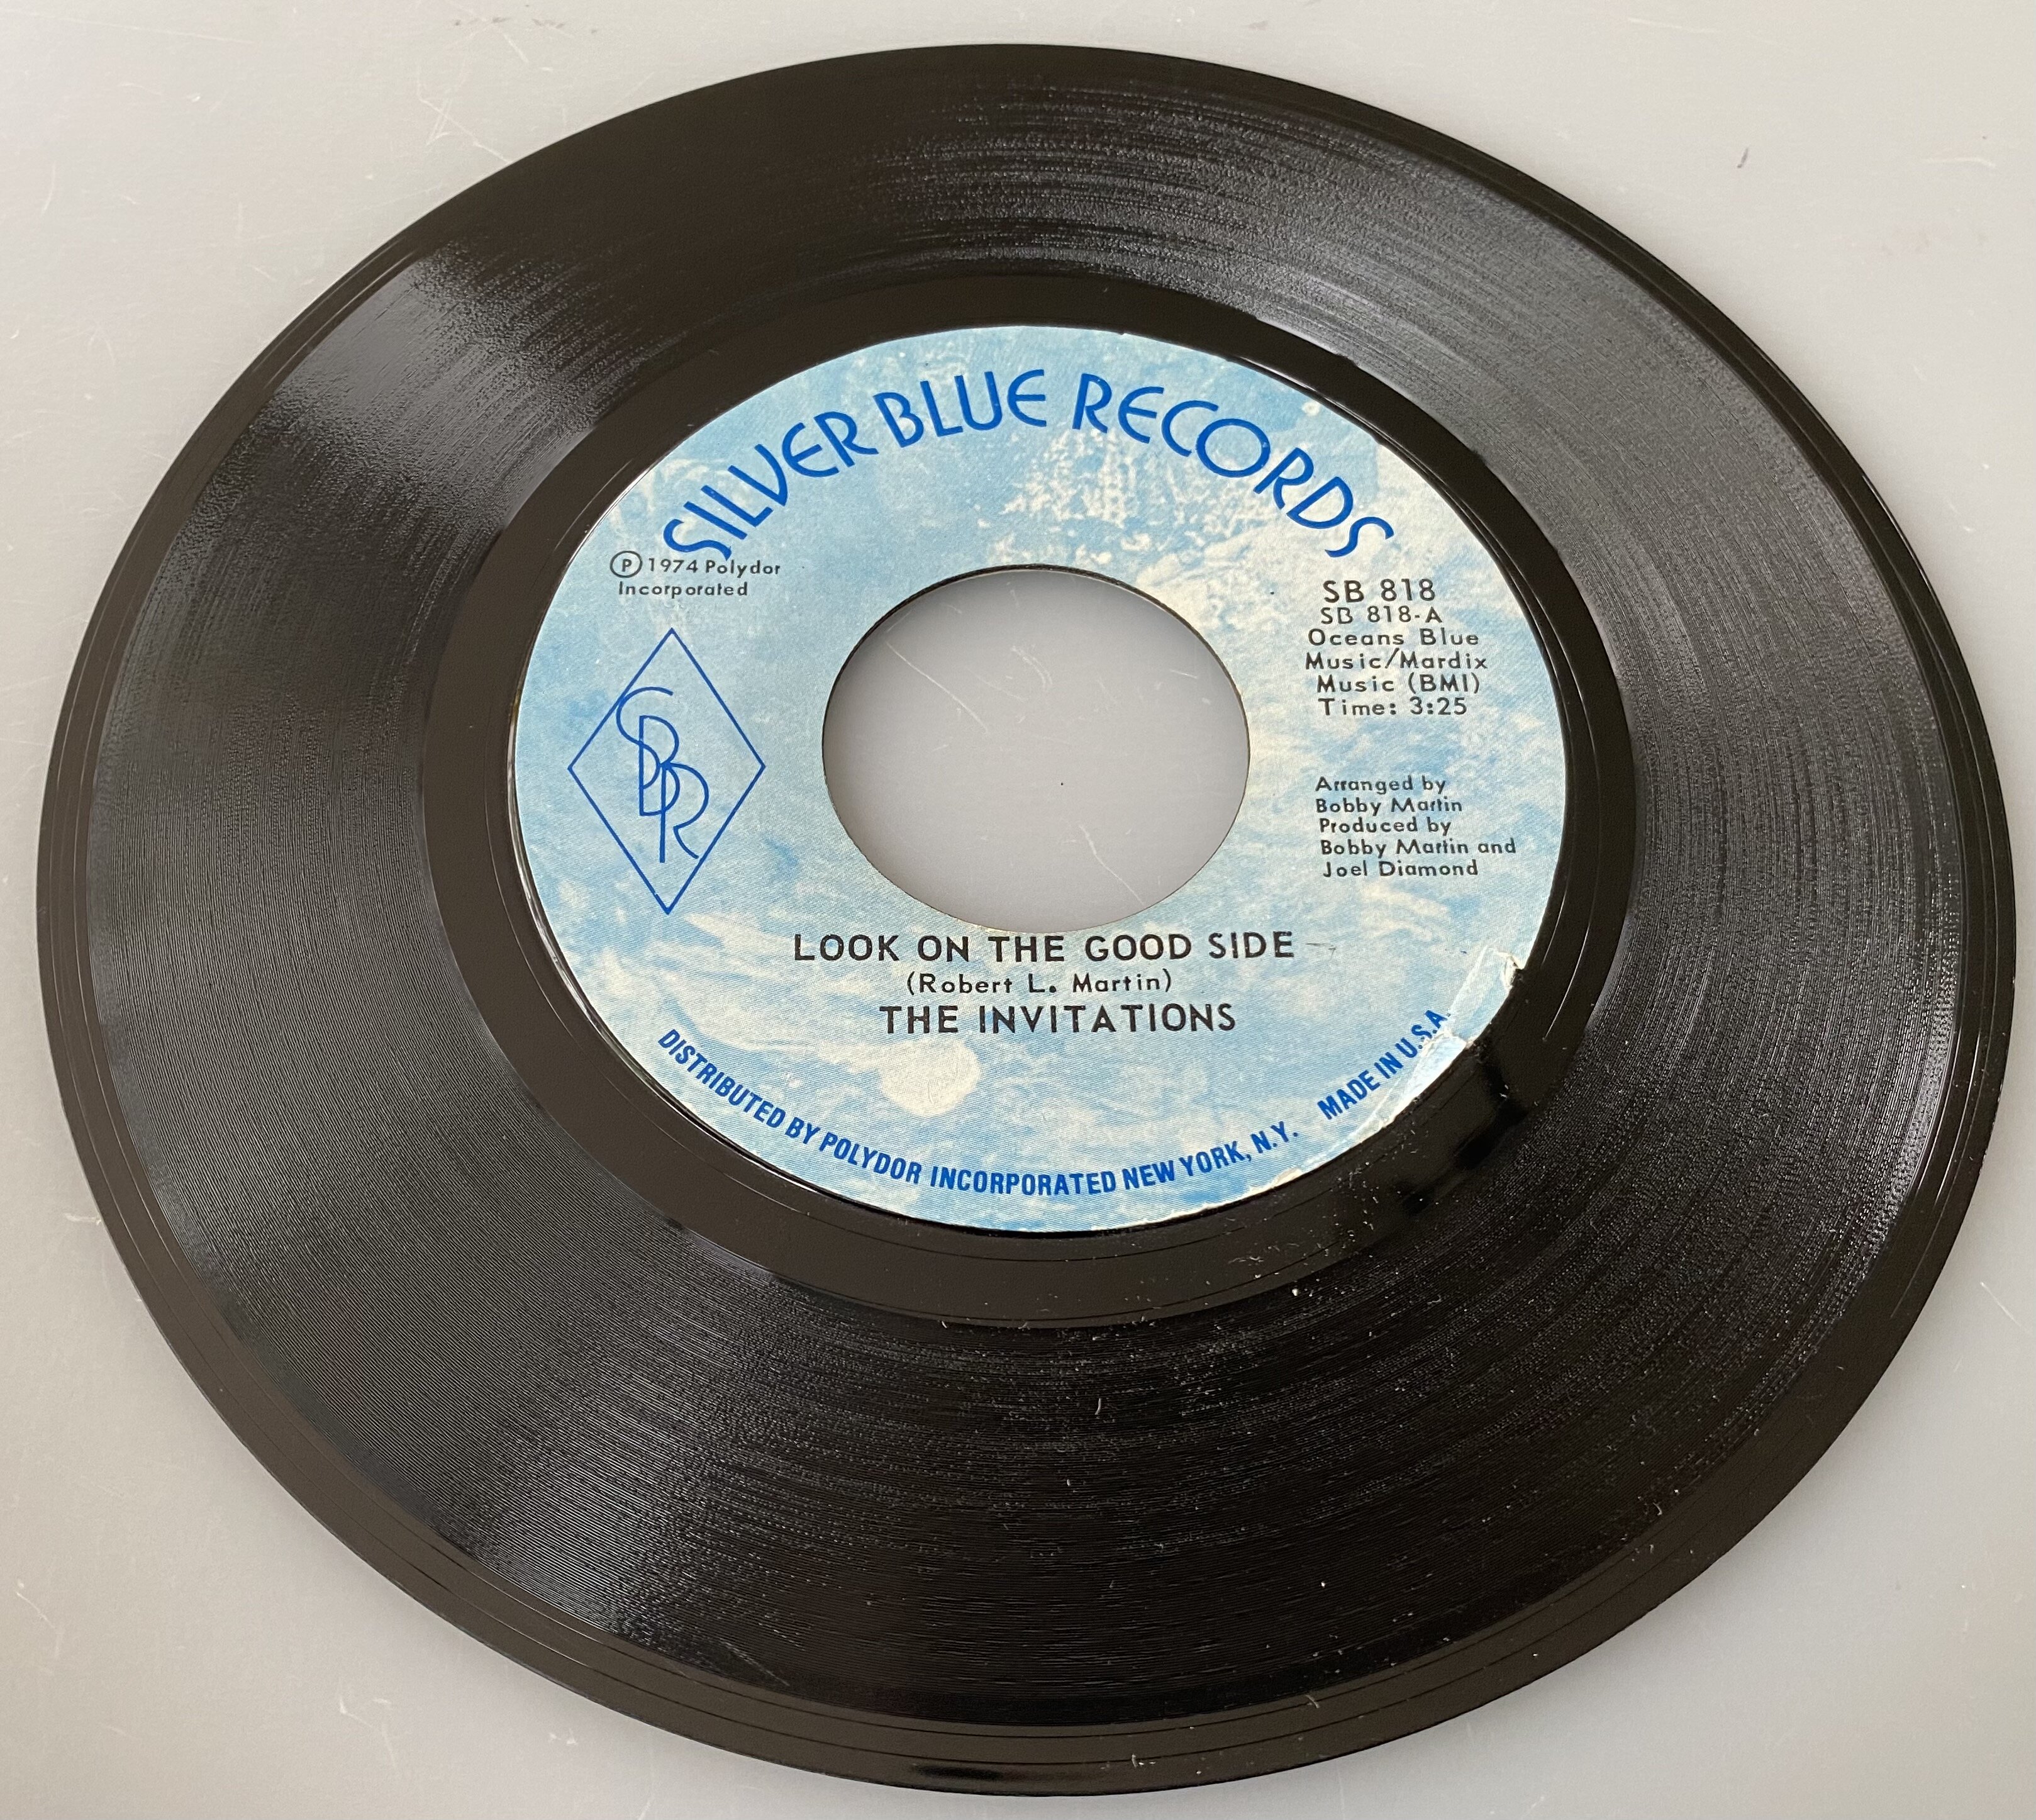 SILVER BLUE RECORDS
Ⓟ 1974 Polydor
Incorporated
SBR
SB 818
SB 818-A
Oceans Blue
Music/Mardix
Music (BMI)
Time: 3:25
Arranged by
Bobby Martin
Produced by
Bobby Martin and
Joel Diamond
LOOK ON THE GOOD SIDE
(Robert L. Martin)
THE INVITATIONS
DISTRIBUTED BY POLYDOR INCORPORATED NEW YORK, N.Y. MADE IN U.S.A.